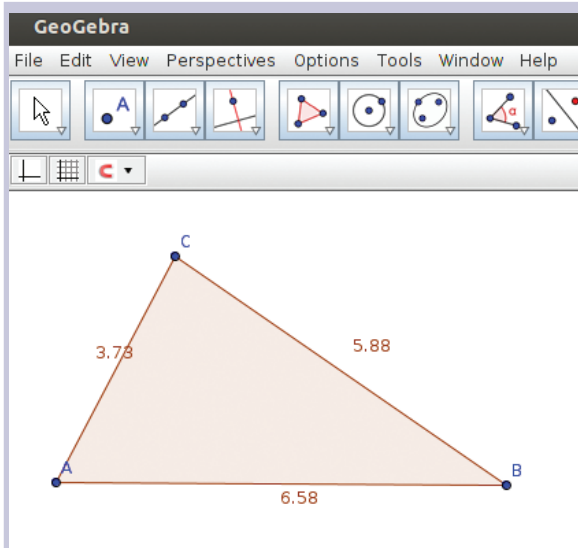 GeoGebra
File Edit View Perspectives Options Tools Window Help
A
α
C
3.73
5.88
A
B
6.58